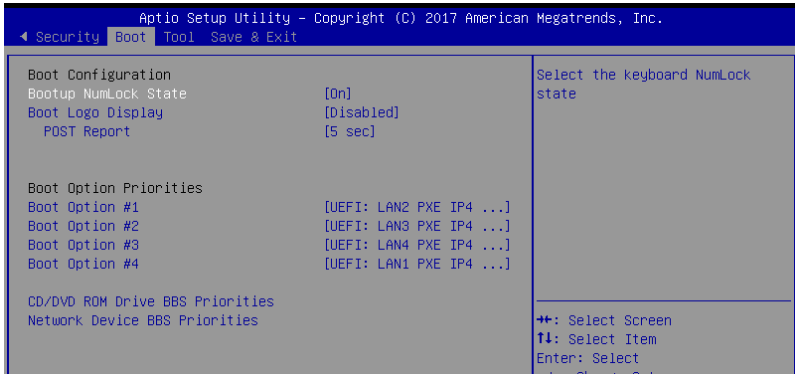 Aptio Setup Utility – Copyright (C) 2017 American Megatrends, Inc.
Security Boot Tool Save & Exit
Boot Configuration
Bootup NumLock State [On]
Boot Logo Display [Disabled]
POST Report [5 sec]
Boot Option Priorities
Boot Option #1 [UEFI: LAN2 PXE IP4 ...]
Boot Option #2 [UEFI: LAN3 PXE IP4 ...]
Boot Option #3 [UEFI: LAN4 PXE IP4 ...]
Boot Option #4 [UEFI: LAN1 PXE IP4 ...]
CD/DVD ROM Drive BBS Priorities
Network Device BBS Priorities
Select the keyboard NumLock
state
→←: Select Screen
↑↓: Select Item
Enter: Select